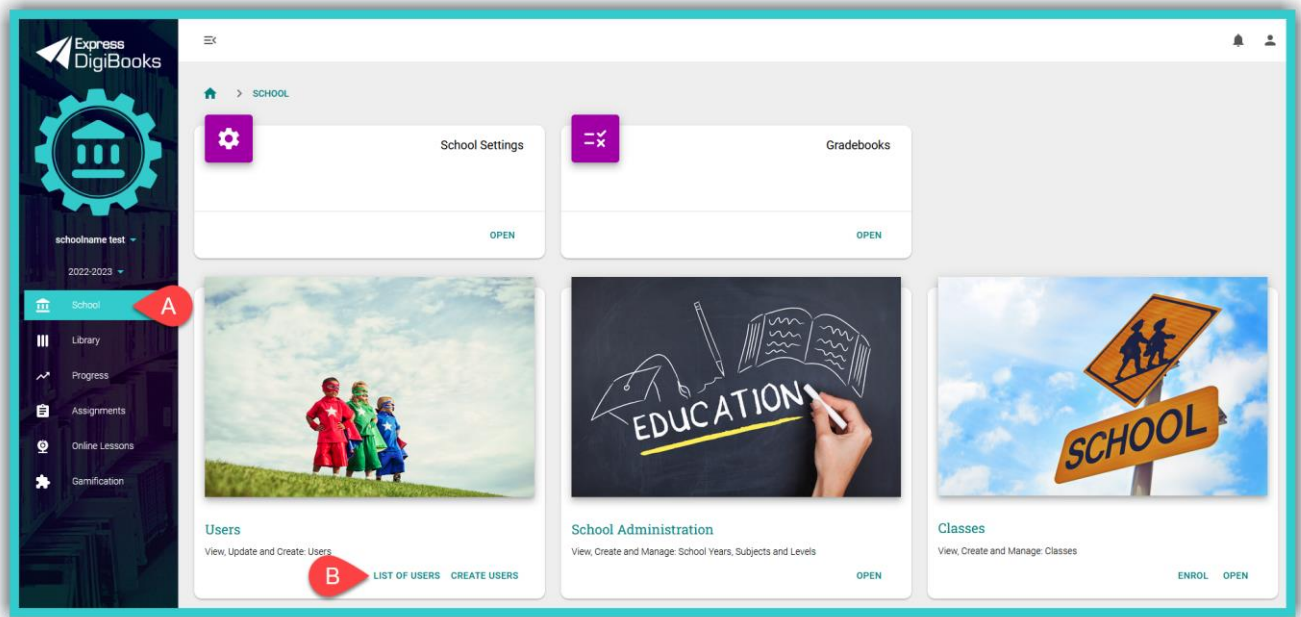 Express
DigiBooks
schoolname test
2022-2023
School
A
Library
Progress
Assignments
Online Lessons
Gamification
> SCHOOL
School Settings
OPEN
Gradebooks
OPEN
Users
View, Update and Create: Users
B
LIST OF USERS CREATE USERS
EDUCATION
School Administration
View, Create and Manage: School Years, Subjects and Levels
OPEN
SCHOOL
Classes
View, Create and Manage: Classes
ENROL OPEN